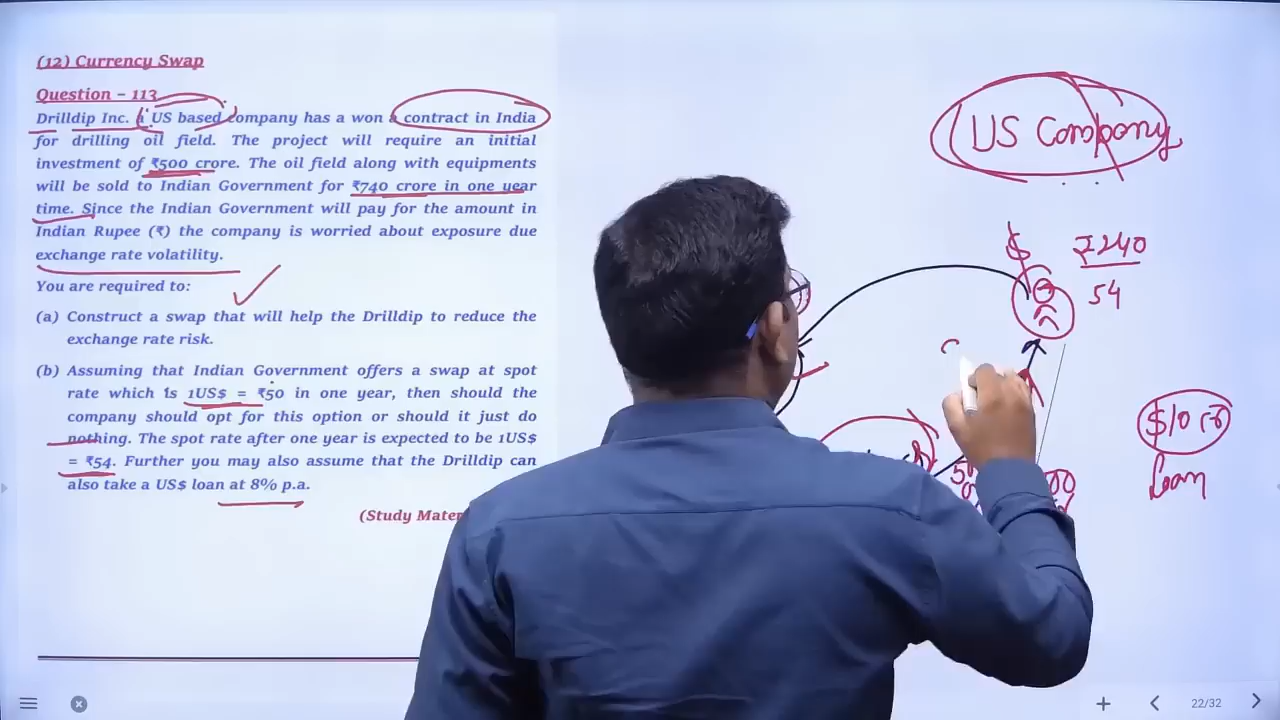 (12) Currency Swap
Question – 113
Drilldip Inc. a US based company has a won a contract in India
for drilling oil field. The project will require an initial
investment of ₹500 crore. The oil field along with equipments
will be sold to Indian Government for ₹740 crore in one year
time. Since the Indian Government will pay for the amount in
Indian Rupee (₹) the company is worried about exposure due
exchange rate volatility.
You are required to:
(a) Construct a swap that will help the Drilldip to reduce the
exchange rate risk.
(b) Assuming that Indian Government offers a swap at spot
rate which is 1US$ = ₹50 in one year, then should the
company should opt for this option or should it just do
nothing. The spot rate after one year is expected to be 1US$
= ₹54. Further you may also assume that the Drilldip can
also take a US$ loan at 8% p.a.
(Study
US Company
$
₹240
54
$10 Cr
Loan
22/32